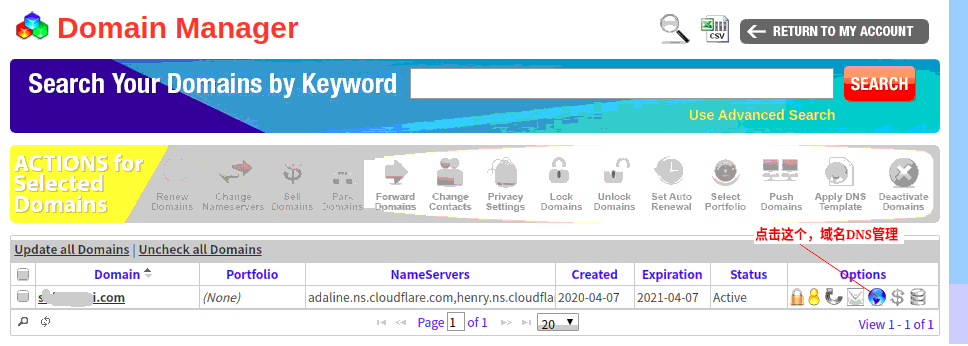 Domain Manager
CSV
RETURN TO MY ACCOUNT
Search Your Domains by Keyword
SEARCH
Use Advanced Search
ACTIONS for
Selected
Domains
Renew Domains
Change Nameservers
Sell Domains
Park Domains
Forward Domains
Change Contacts
Privacy Settings
Lock Domains
Unlock Domains
Set Auto Renewal
Select Portfolio
Push Domains
Apply DNS Template
Deactivate Domains
点击这个，域名DNS管理
Update all Domains | Uncheck all Domains
Domain Portfolio NameServers Created Expiration Status Options
i.com (None) adaline.ns.cloudflare.com,henry.ns.cloudfla 2020-04-07 2021-04-07 Active
Page 1 of 1 20 View 1 - 1 of 1